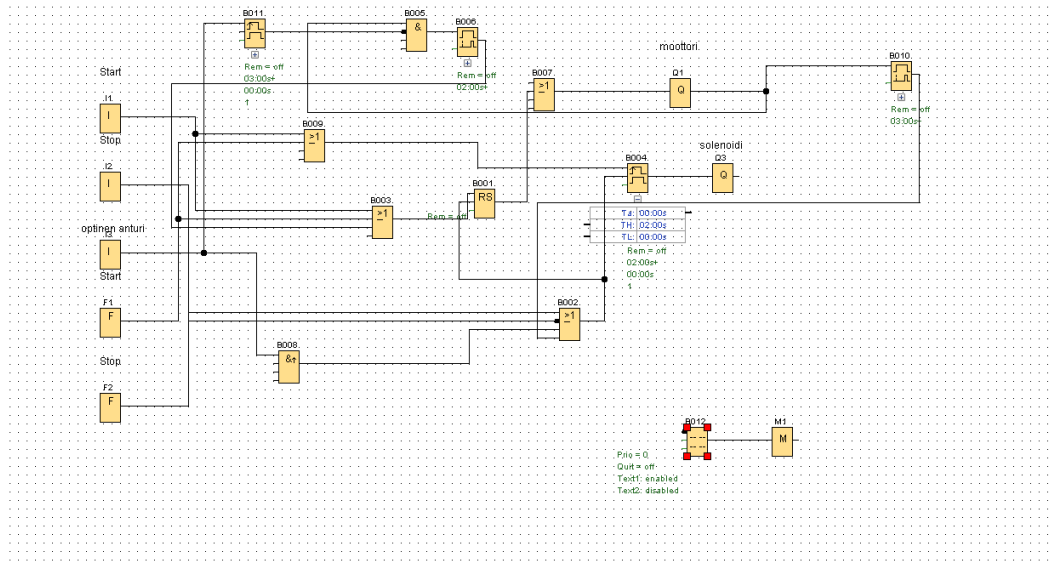 B011
Rem = off
03:00s+
00:00s
1
B005
&
B006
Rem = off
02:00s+
moottori.
B007
>1
Q1
Q
B010
Rem = off
03:00s+
Start
I1
I
Stop
B009
>1
I2
I
solenoidi
B004
Q3
Q
B001
RS
Rem = off
B003
>1
TH: 02:00s
TL: 00:00s
Rem = off
02:00s+
00:00s
1
optinen anturi
I3
I
Start
F1
F
B002
>1
B008
&↑
Stop
F2
F
B012
M1
M
Prio = 0
Quit = off
Text1: enabled
Text2: disabled